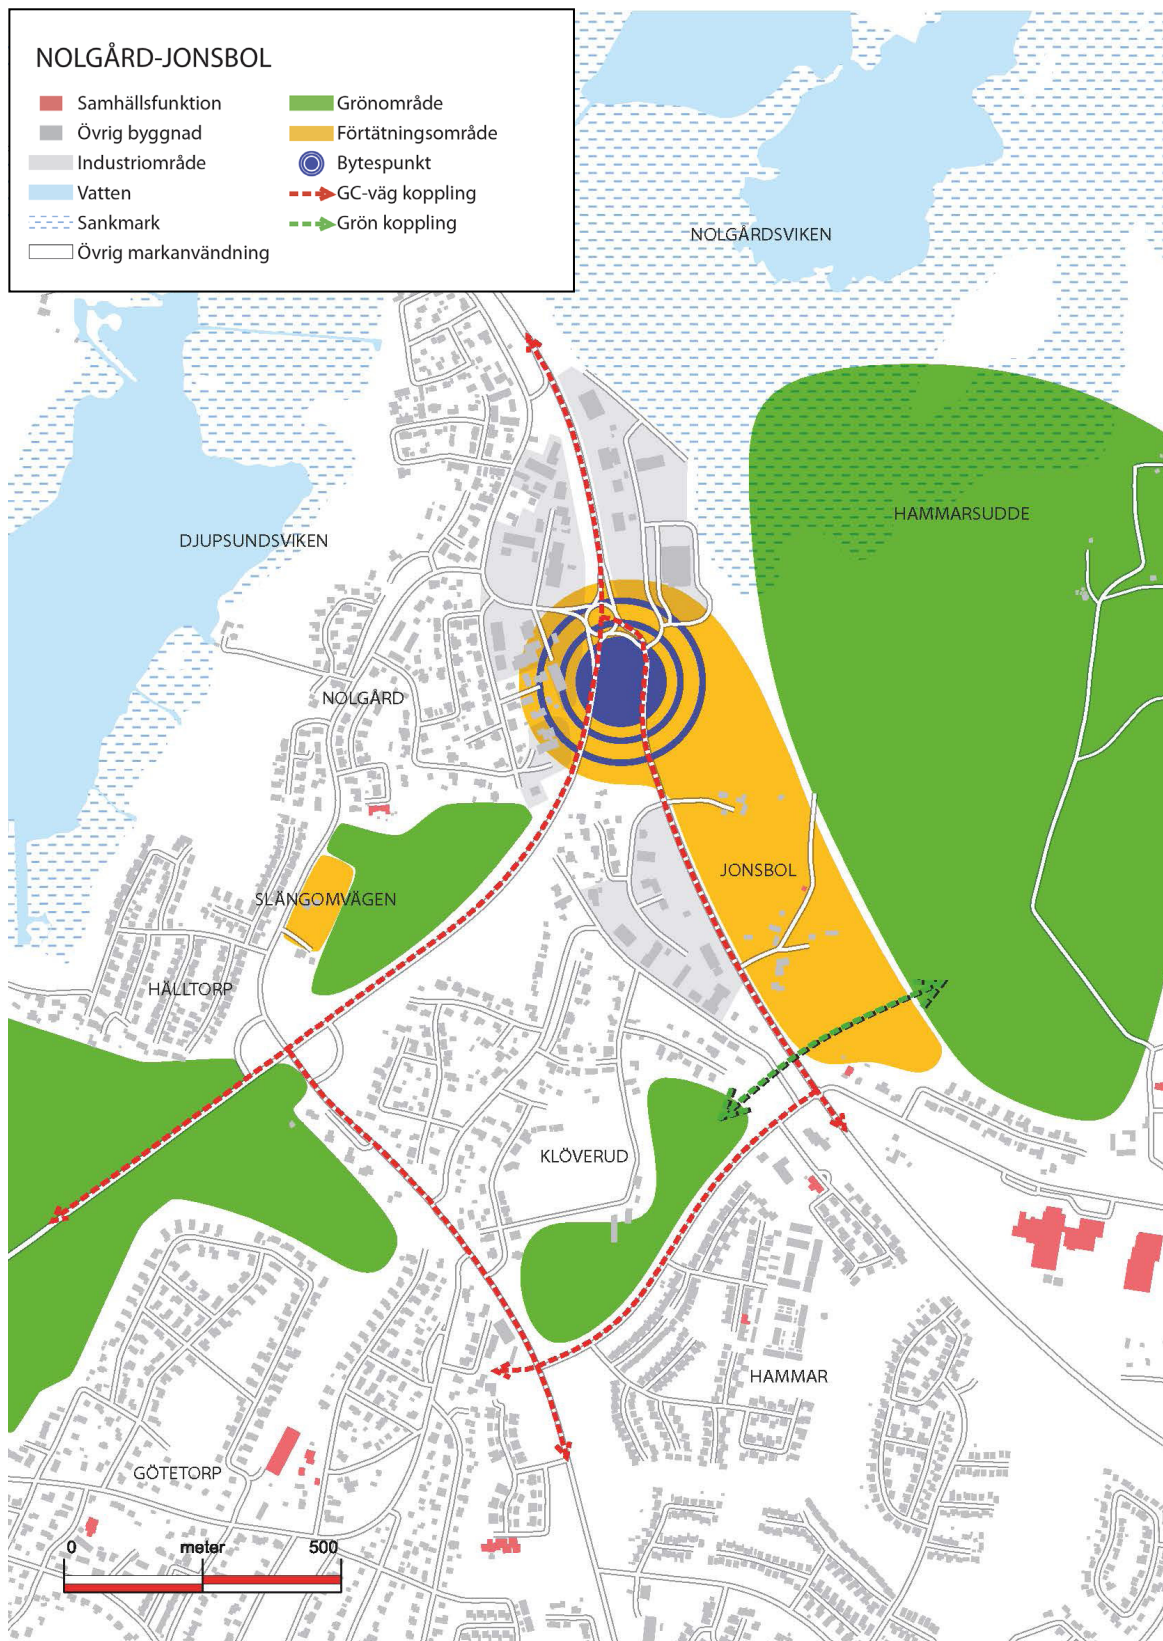 NOLGÅRD-JONSBOL
Samhällsfunktion
Övrig byggnad
Industriområde
Vatten
Sankmark
Övrig markanvändning
Grönområde
Förtätningsområde
Bytespunkt
GC-väg koppling
Grön koppling
NOLGÅRDSVIKEN
HAMMARSUDDE
DJUPSUNDSVIKEN
NOLGÅRD
JONSBOL
SLÄNGOMVÄGEN
HÄLLTORP
KLÖVERUD
HAMMAR
GÖTETORP
0 meter 500